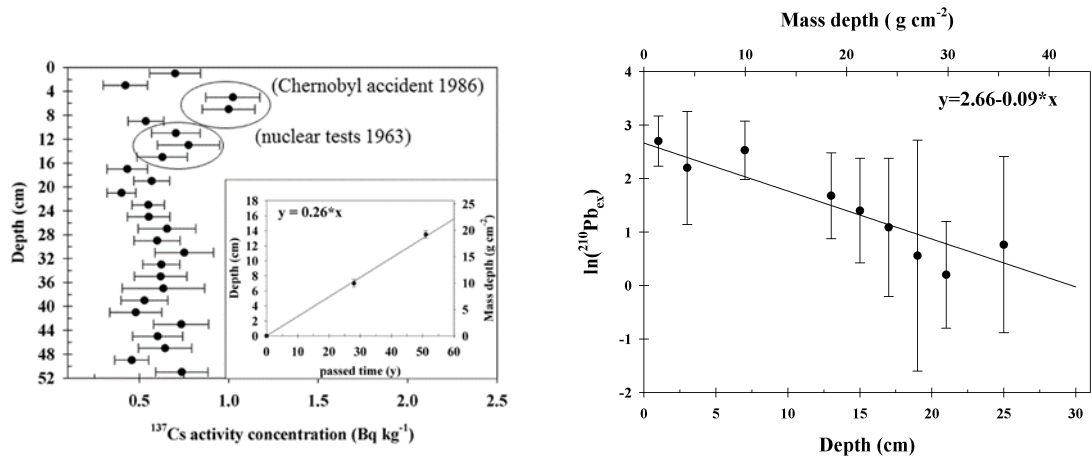 0
4
8
12
16
20
24
28
32
36
40
44
48
52
Depth (cm)
(Chernobyl accident 1986)
(nuclear tests 1963)
0.5 1.0 1.5 2.0 2.5
¹³⁷Cs activity concentration (Bq kg⁻¹)
y = 0.26*x
18
16
14
12
10
8
6
4
2
0
Depth (cm)
25
20
15
10
5
0
Mass depth (g cm⁻²)
0 10 20 30 40 50 60
passed time (y)
Mass depth ( g cm⁻²)
0 10 20 30 40
y=2.66-0.09*x
4
3
2
1
0
-1
-2
ln(²¹⁰Pbₑₓ)
0 5 10 15 20 25 30
Depth (cm)